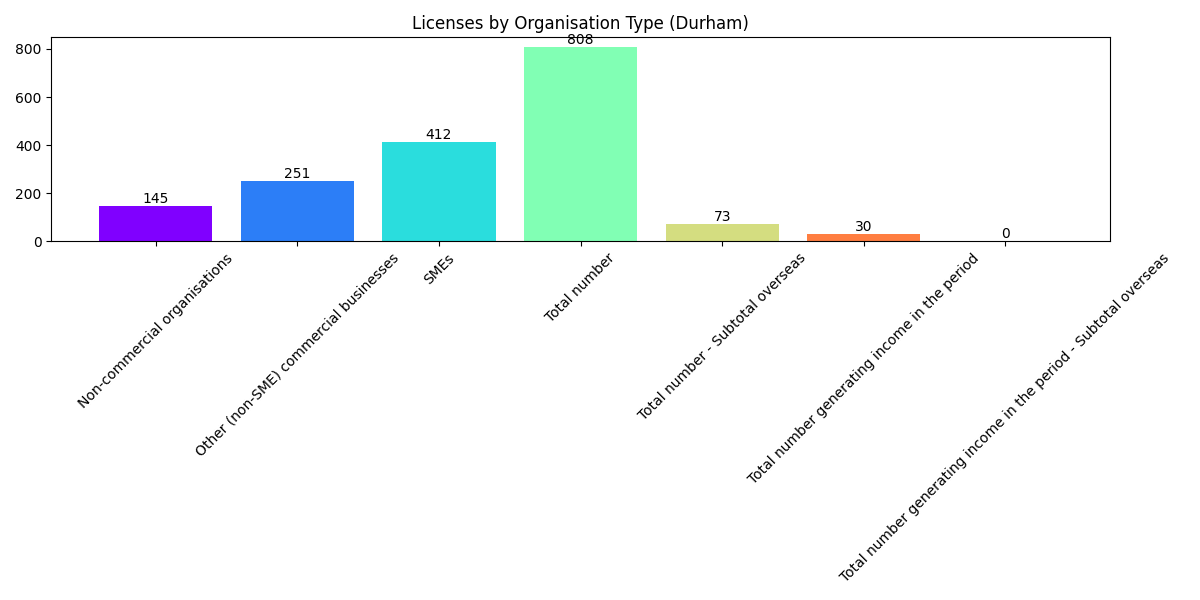 Licenses by Organisation Type (Durham)
800
600
400
200
0
145
251
412
808
73
30
0
Non-commercial organisations
Other (non-SME) commercial businesses
SMEs
Total number
Total number - Subtotal overseas
Total number generating income in the period
Total number generating income in the period - Subtotal overseas